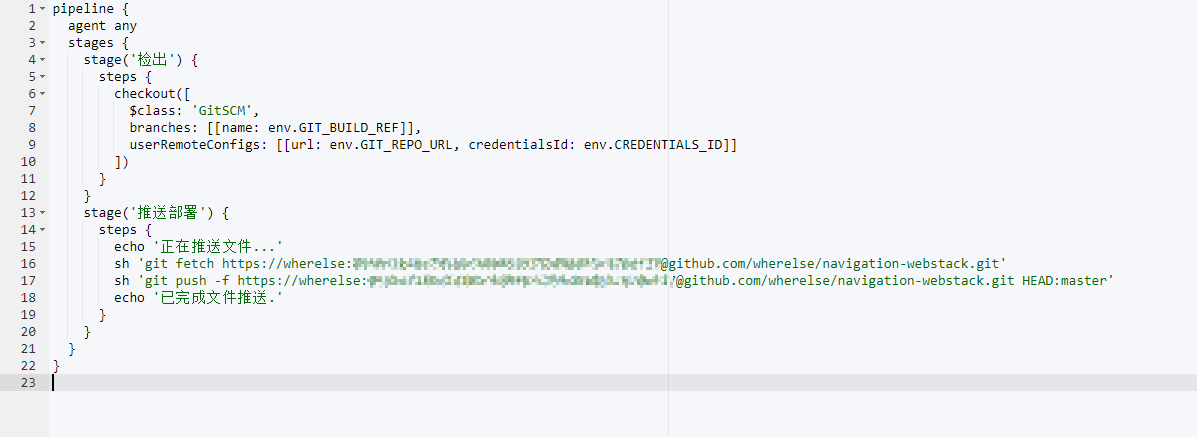 1 pipeline {
2 agent any
3 stages {
4 stage('检出') {
5 steps {
6 checkout([
7 $class: 'GitSCM',
8 branches: [[name: env.GIT_BUILD_REF]],
9 userRemoteConfigs: [[url: env.GIT_REPO_URL, credentialsId: env.CREDENTIALS_ID]]
10 ])
11 }
12 }
13 stage('推送部署') {
14 steps {
15 echo '正在推送文件...'
16 sh 'git fetch https://wherelse:@github.com/wherelse/navigation-webstack.git'
17 sh 'git push -f https://wherelse:@github.com/wherelse/navigation-webstack.git HEAD:master'
18 echo '已完成文件推送.'
19 }
20 }
21 }
22 }
23